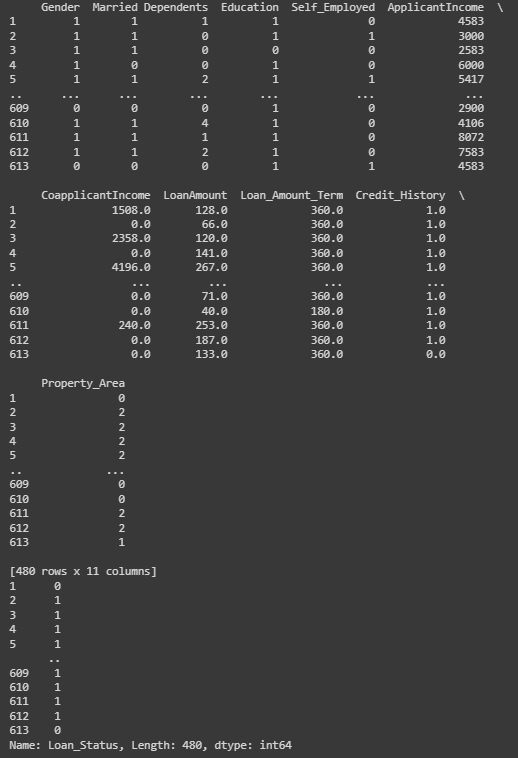 Gender Married Dependents Education Self_Employed ApplicantIncome \
1 1 1 1 1 0 4583
2 1 1 0 1 1 3000
3 1 1 0 0 0 2583
4 1 0 0 1 0 6000
5 1 1 2 1 1 5417
.. ... ... ... ... ... ...
609 0 0 0 1 0 2900
610 1 1 4 1 0 4106
611 1 1 1 1 0 8072
612 1 1 2 1 0 7583
613 0 0 0 1 1 4583
CoapplicantIncome LoanAmount Loan_Amount_Term Credit_History \
1 1508.0 128.0 360.0 1.0
2 0.0 66.0 360.0 1.0
3 2358.0 120.0 360.0 1.0
4 0.0 141.0 360.0 1.0
5 4196.0 267.0 360.0 1.0
.. ... ... ... ...
609 0.0 71.0 360.0 1.0
610 0.0 40.0 180.0 1.0
611 240.0 253.0 360.0 1.0
612 0.0 187.0 360.0 1.0
613 0.0 133.0 360.0 0.0
Property_Area
1 0
2 2
3 2
4 2
5 2
.. ...
609 0
610 0
611 2
612 2
613 1
[480 rows x 11 columns]
1 0
2 1
3 1
4 1
5 1
..
609 1
610 1
611 1
612 1
613 0
Name: Loan_Status, Length: 480, dtype: int64